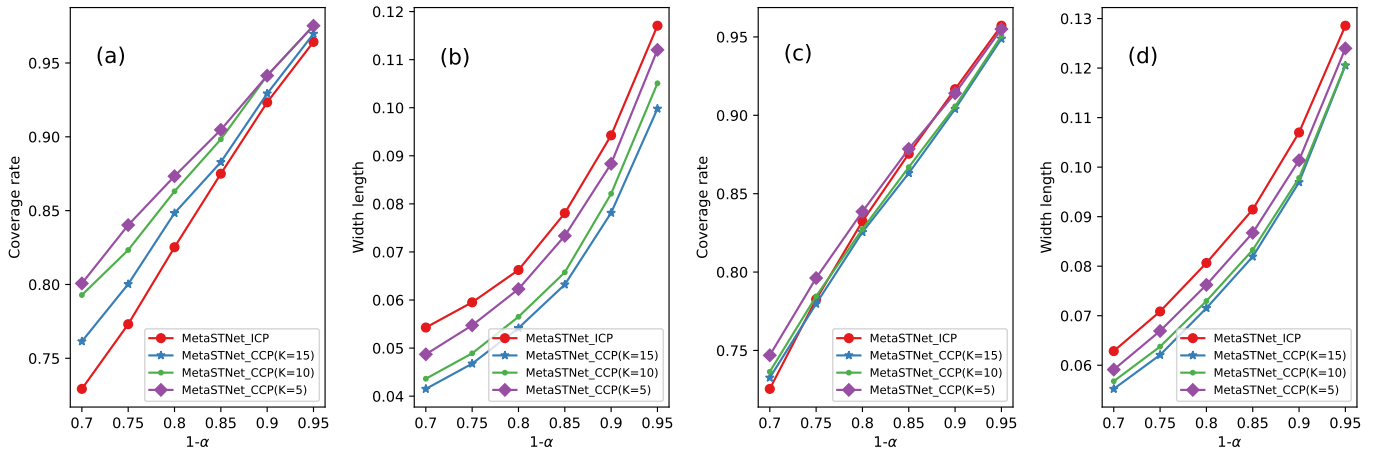 (a)
Coverage rate
0.95
0.90
0.85
0.80
0.75
0.7 0.75 0.8 0.85 0.9 0.95
1-α
MetaSTNet_ICP
MetaSTNet_CCP(K=15)
MetaSTNet_CCP(K=10)
MetaSTNet_CCP(K=5)
(b)
Width length
0.12
0.11
0.10
0.09
0.08
0.07
0.06
0.05
0.04
0.7 0.75 0.8 0.85 0.9 0.95
1-α
MetaSTNet_ICP
MetaSTNet_CCP(K=15)
MetaSTNet_CCP(K=10)
MetaSTNet_CCP(K=5)
(c)
Coverage rate
0.95
0.90
0.85
0.80
0.75
0.7 0.75 0.8 0.85 0.9 0.95
1-α
MetaSTNet_ICP
MetaSTNet_CCP(K=15)
MetaSTNet_CCP(K=10)
MetaSTNet_CCP(K=5)
(d)
Width length
0.13
0.12
0.11
0.10
0.09
0.08
0.07
0.06
0.7 0.75 0.8 0.85 0.9 0.95
1-α
MetaSTNet_ICP
MetaSTNet_CCP(K=15)
MetaSTNet_CCP(K=10)
MetaSTNet_CCP(K=5)